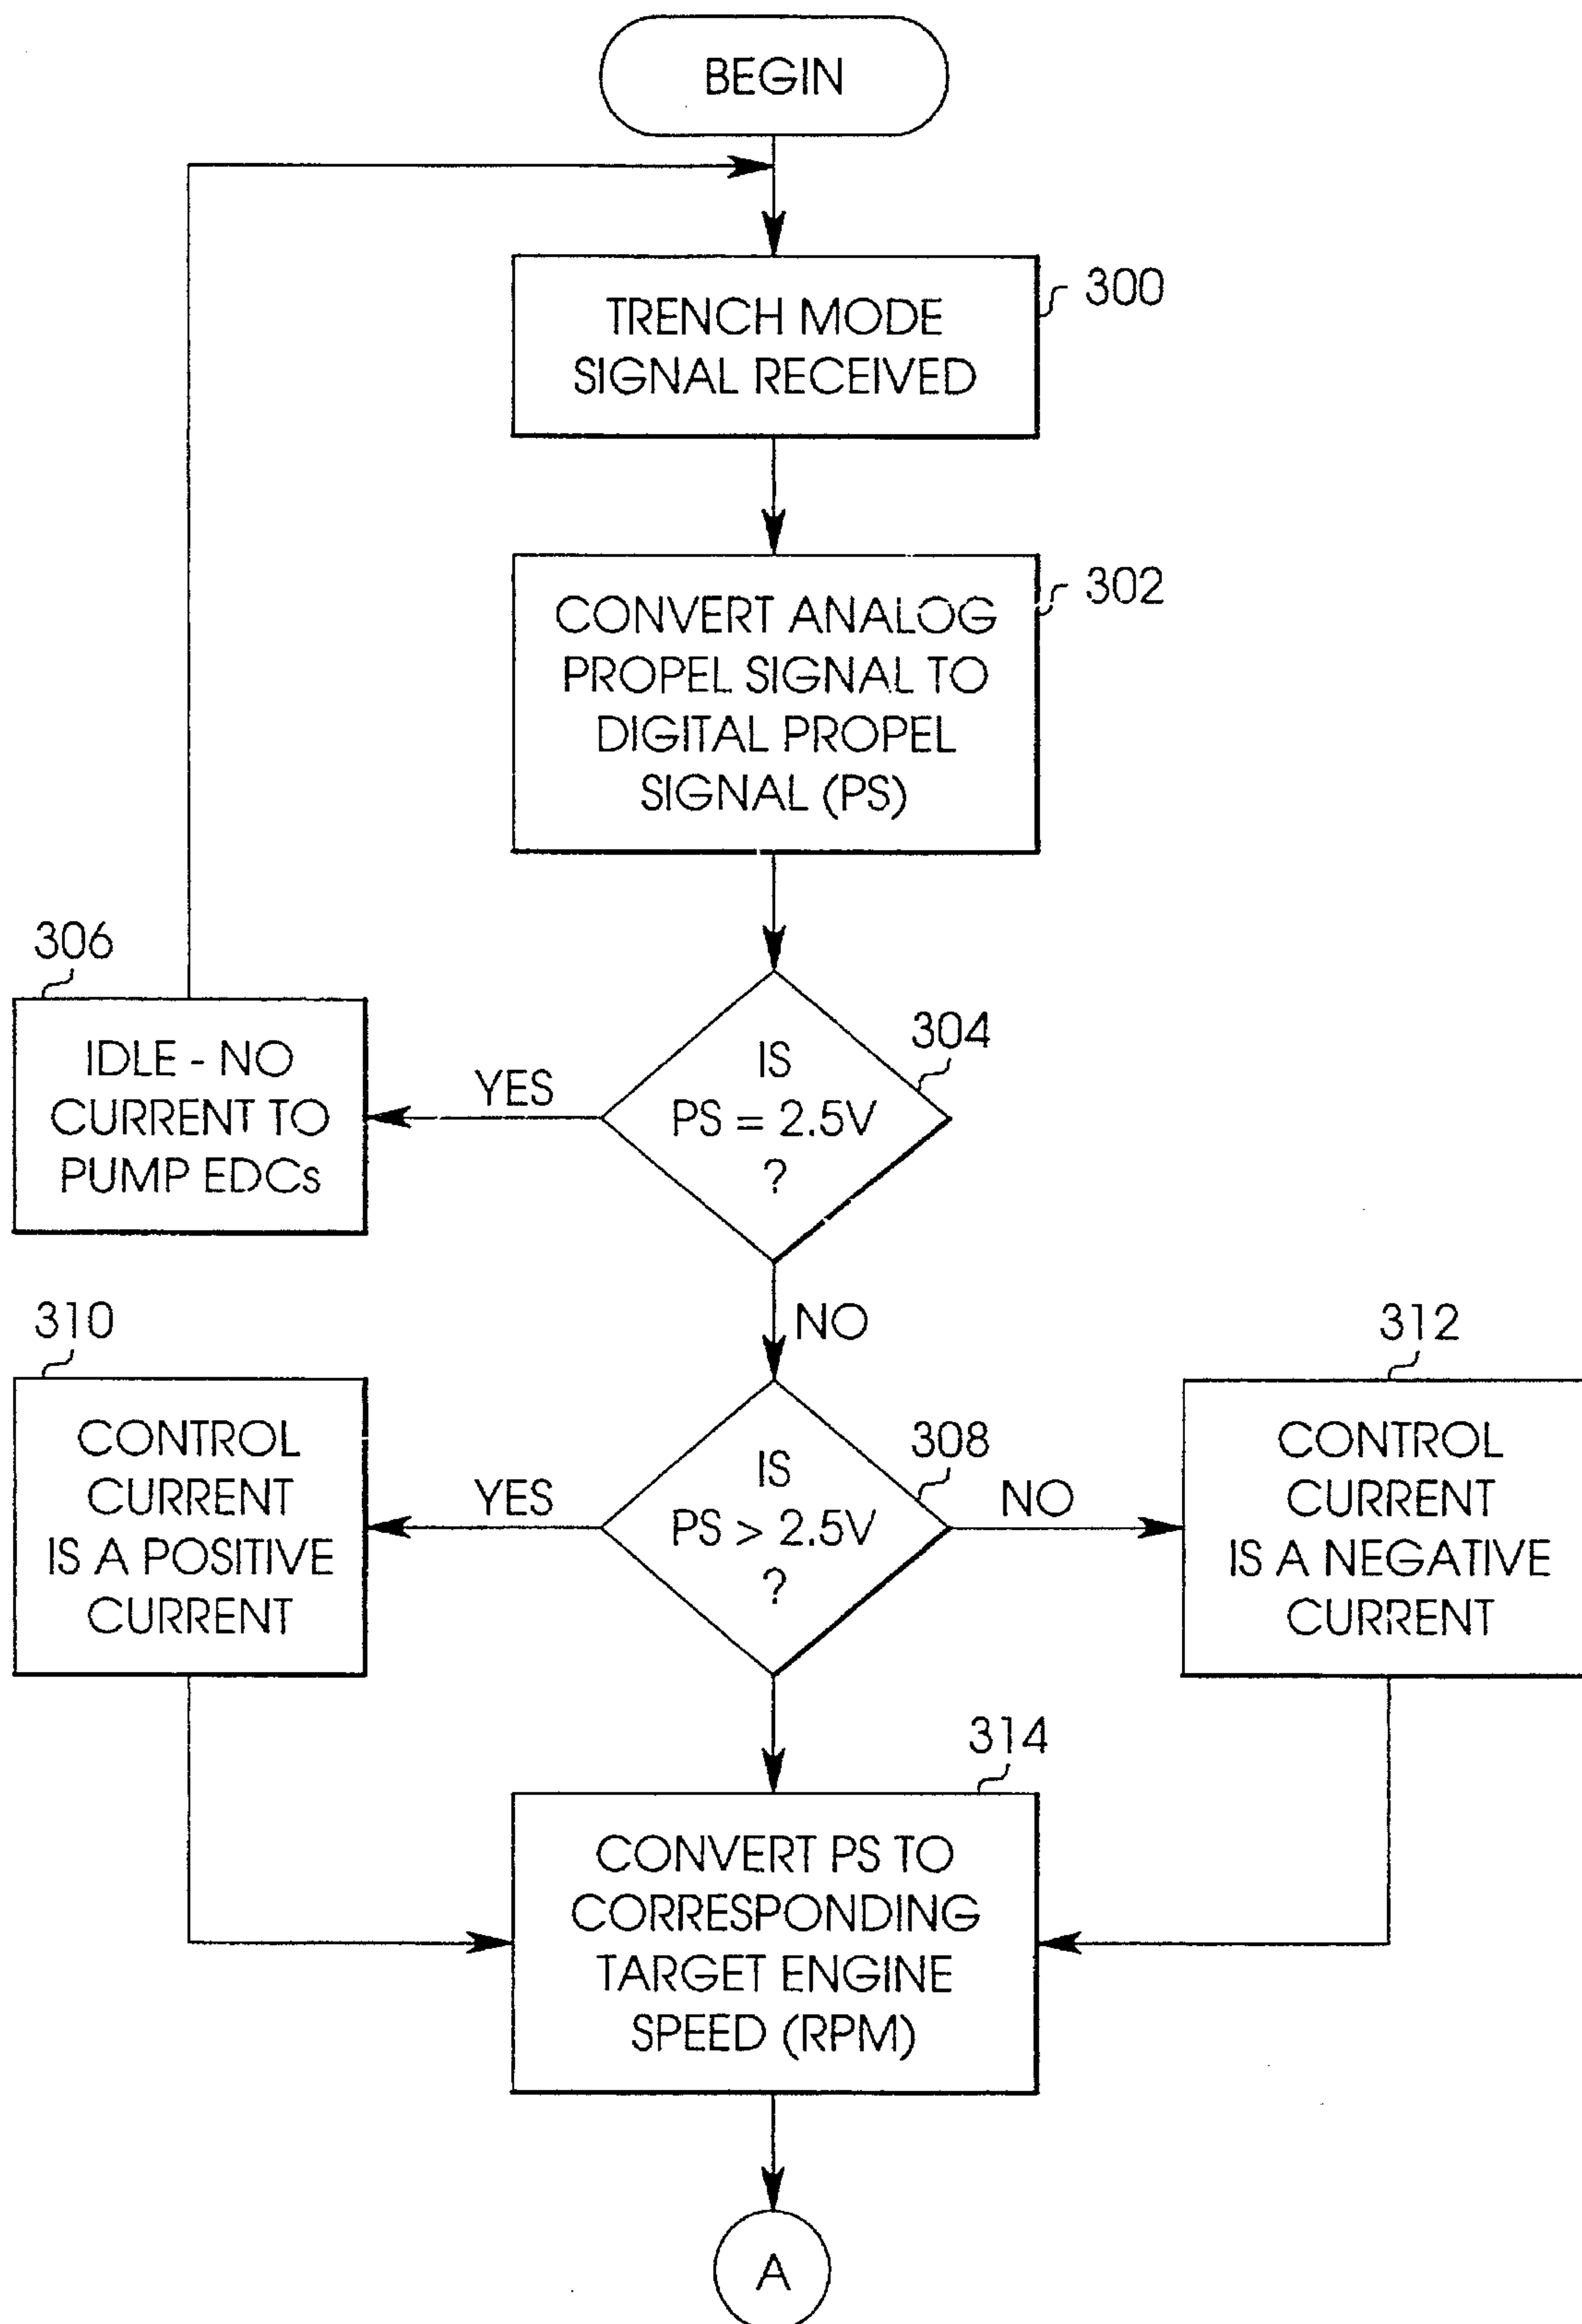 BEGIN
300
TRENCH MODE
SIGNAL RECEIVED
302
CONVERT ANALOG
PROPEL SIGNAL TO
DIGITAL PROPEL
SIGNAL (PS)
306
IDLE - NO
CURRENT TO
PUMP EDCs
YES
304
IS
PS = 2.5V
?
NO
310
CONTROL
CURRENT
IS A POSITIVE
CURRENT
YES
308
IS
PS > 2.5V
?
NO
312
CONTROL
CURRENT
IS A NEGATIVE
CURRENT
314
CONVERT PS TO
CORRESPONDING
TARGET ENGINE
SPEED (RPM)
A